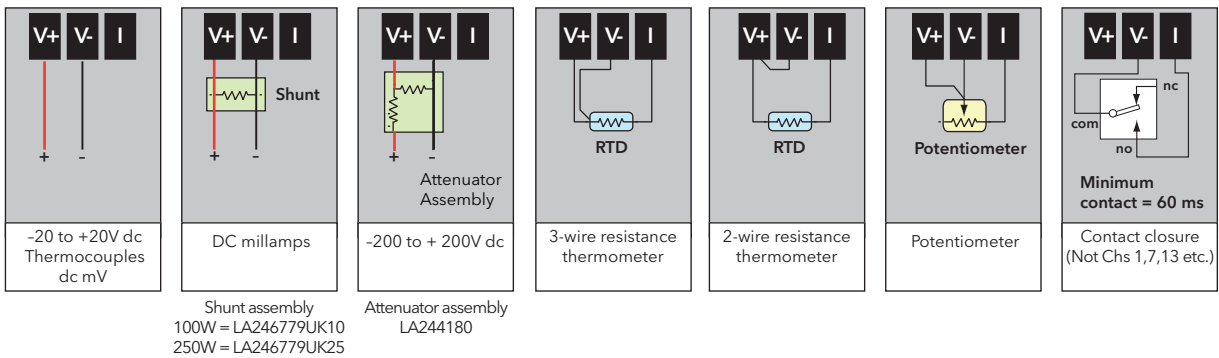 V+ V- I
+ -
-20 to +20V dc
Thermocouples
dc mV
V+ V- I
Shunt
+ -
DC millamps
Shunt assembly
100W = LA246779UK10
250W = LA246779UK25
V+ V- I
+ -
Attenuator
Assembly
-200 to + 200V dc
Attenuator assembly
LA244180
V+ V- I
RTD
3-wire resistance
thermometer
V+ V- I
RTD
2-wire resistance
thermometer
V+ V- I
Potentiometer
Potentiometer
V+ V- I
nc
com
no
Minimum
contact = 60 ms
Contact closure
(Not Chs 1,7,13 etc.)